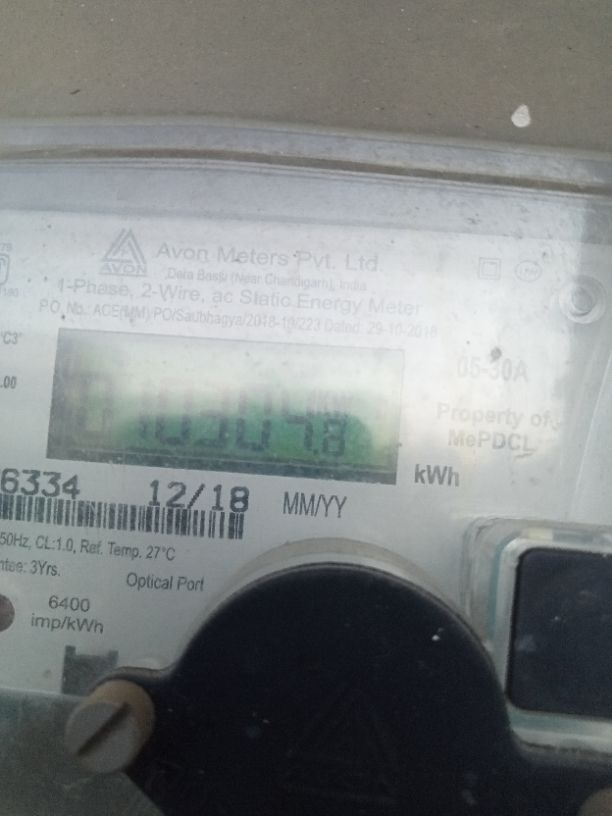 AVON
Avon Meters Pvt. Ltd.
Dera Bassi (Near Chandigarh), India
1-Phase, 2-Wire, ac Static Energy Meter
P.O. No.: ACE(MM)/PO/Saubhagya/2018-19/223 Dated: 29-10-2018
05-30A
Property of
MePDCL
kWh
6334 12/18 MM/YY
50Hz, CL:1.0, Ref. Temp. 27°C
ntee: 3Yrs.
Optical Port
6400
imp/kWh